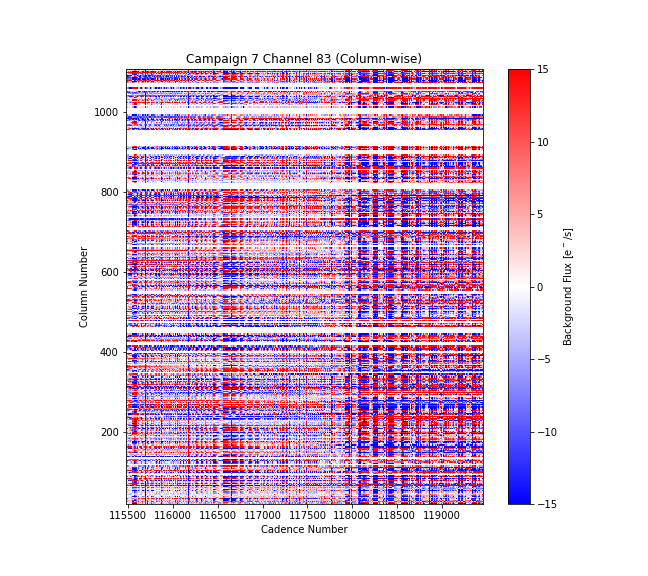 Campaign 7 Channel 83 (Column-wise)
Column Number
1000
800
600
400
200
115500 116000 116500 117000 117500 118000 118500 119000
Cadence Number
15
10
5
0
−5
−10
−15
Background Flux [e⁻/s]